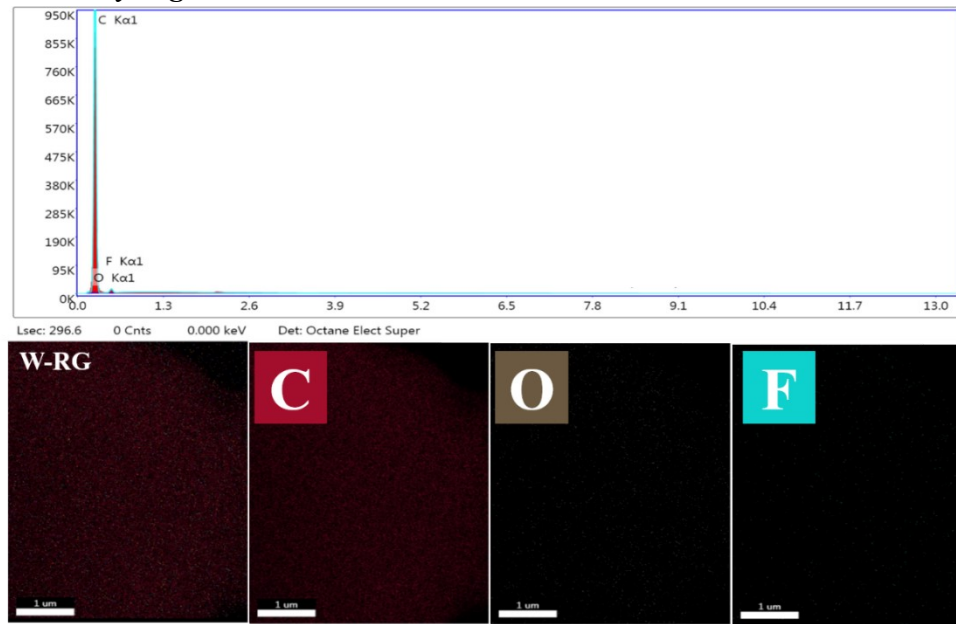 950K
C Kα1
855K
760K
665K
570K
475K
380K
285K
190K
F Kα1
95K
O Kα1
0K
0.0 1.3 2.6 3.9 5.2 6.5 7.8 9.1 10.4 11.7 13.0
Lsec: 296.6 0 Cnts 0.000 keV Det: Octane Elect Super
W-RG C O F
1 um 1 um 1 um 1 um